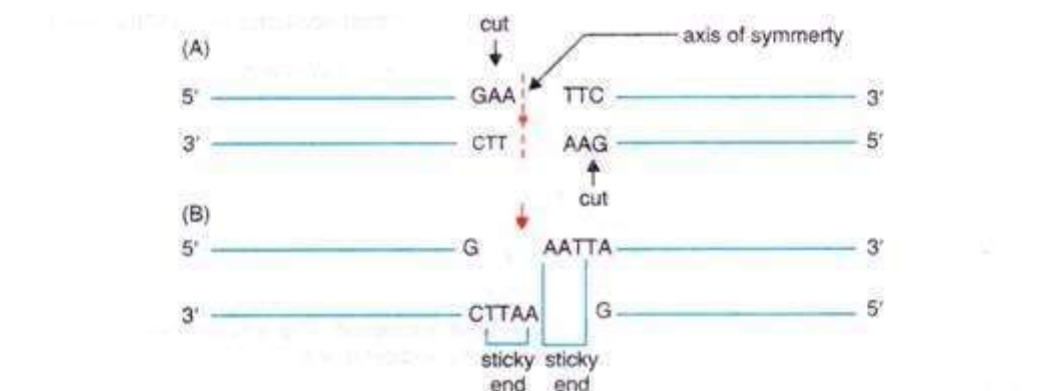 cut
(A) axis of symmerty
5' GAA TTC 3'
3' CTT AAG 5'
cut
(B)
5' G AATTA 3'
3' CTTAA G 5'
sticky sticky
end end